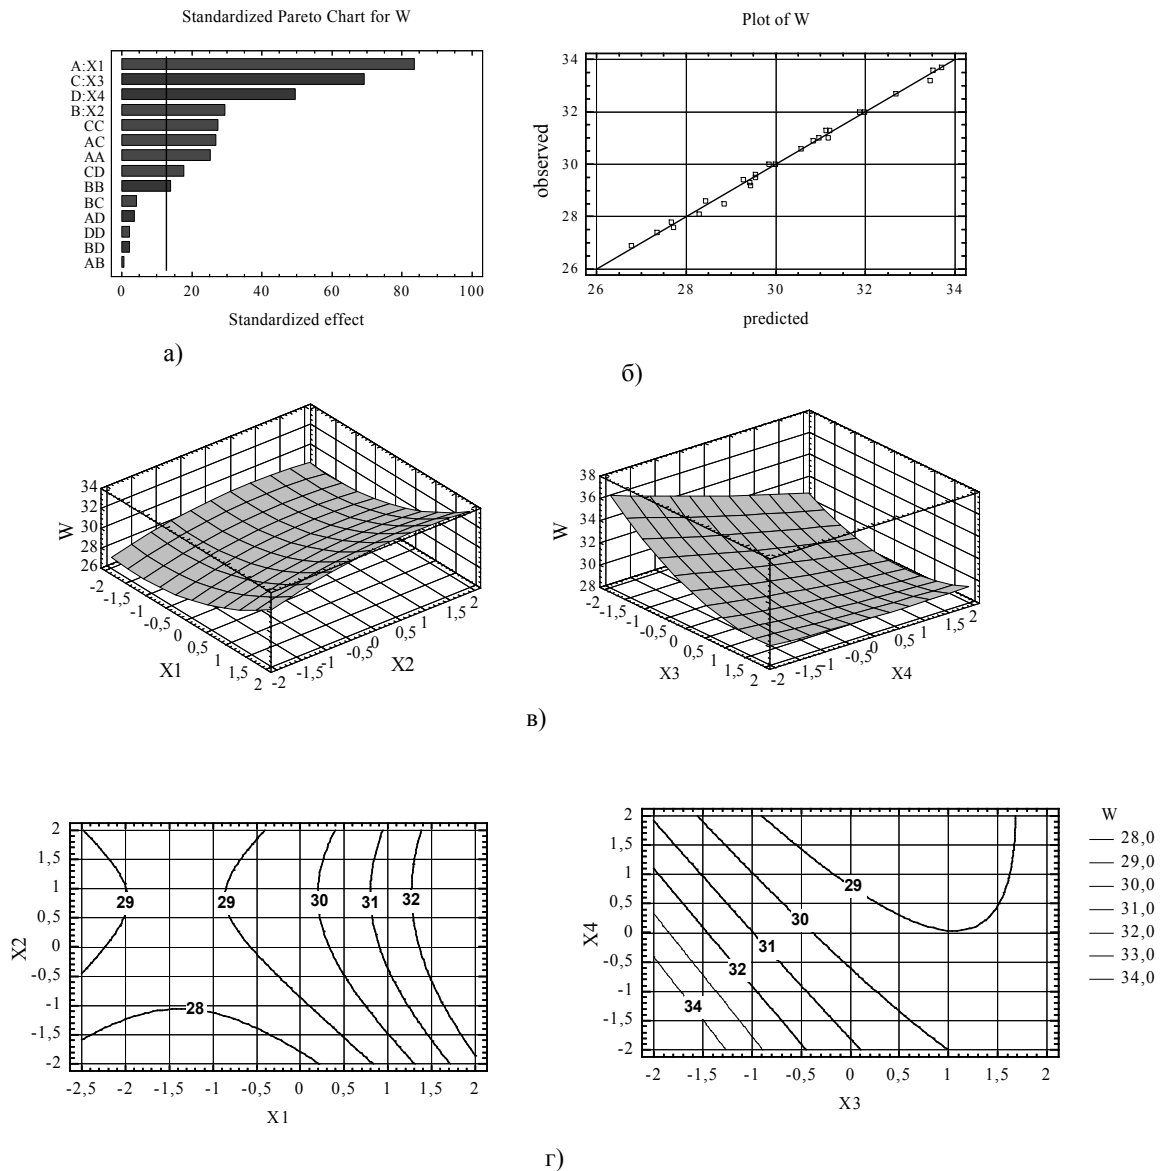 Standardized Pareto Chart for W
A:X1
C:X3
D:X4
B:X2
CC
AC
AA
CD
BB
BC
AD
DD
BD
AB
0 20 40 60 80 100
Standardized effect
а)
Plot of W
observed
34
32
30
28
26
26 28 30 32 34
predicted
б)
W
34
32
30
28
26
-2 -1,5 -1 -0,5 0 0,5 1 1,5 2
X1
-2 -1,5 -1 -0,5 0 0,5 1 1,5 2
X2
W
38
36
34
32
30
28
-2 -1,5 -1 -0,5 0 0,5 1 1,5 2
X3
-2 -1,5 -1 -0,5 0 0,5 1 1,5 2
X4
в)
X2
2
1,5
1
0,5
0
-0,5
-1
-1,5
-2
29 29 30 31 32
28
-2,5 -2 -1,5 -1 -0,5 0 0,5 1 1,5 2
X1
X4
2
1,5
1
0,5
0
-0,5
-1
-1,5
-2
29
30
31
32
34
-2 -1,5 -1 -0,5 0 0,5 1 1,5 2
X3
W
28,0
29,0
30,0
31,0
32,0
33,0
34,0
г)